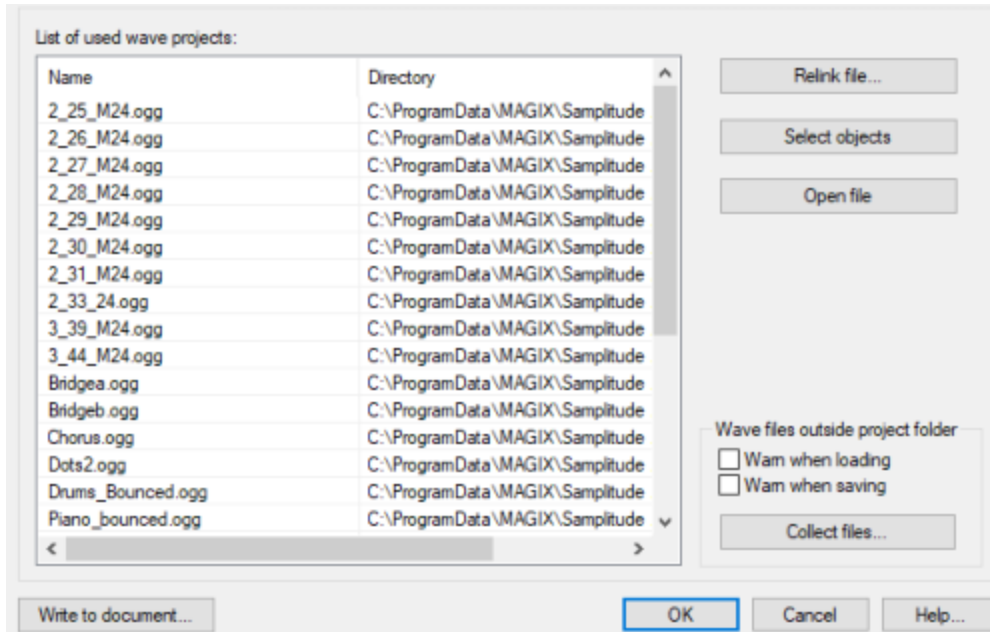 List of used wave projects:
Name Directory
2_25_M24.ogg C:\ProgramData\MAGIX\Samplitude
2_26_M24.ogg C:\ProgramData\MAGIX\Samplitude
2_27_M24.ogg C:\ProgramData\MAGIX\Samplitude
2_28_M24.ogg C:\ProgramData\MAGIX\Samplitude
2_29_M24.ogg C:\ProgramData\MAGIX\Samplitude
2_30_M24.ogg C:\ProgramData\MAGIX\Samplitude
2_31_M24.ogg C:\ProgramData\MAGIX\Samplitude
2_33_24.ogg C:\ProgramData\MAGIX\Samplitude
3_39_M24.ogg C:\ProgramData\MAGIX\Samplitude
3_44_M24.ogg C:\ProgramData\MAGIX\Samplitude
Bridgea.ogg C:\ProgramData\MAGIX\Samplitude
Bridgeb.ogg C:\ProgramData\MAGIX\Samplitude
Chorus.ogg C:\ProgramData\MAGIX\Samplitude
Dots2.ogg C:\ProgramData\MAGIX\Samplitude
Drums_Bounced.ogg C:\ProgramData\MAGIX\Samplitude
Piano_bounced.ogg C:\ProgramData\MAGIX\Samplitude
Relink file...
Select objects
Open file
Wave files outside project folder
Warn when loading
Warn when saving
Collect files...
Write to document...
OK
Cancel
Help...